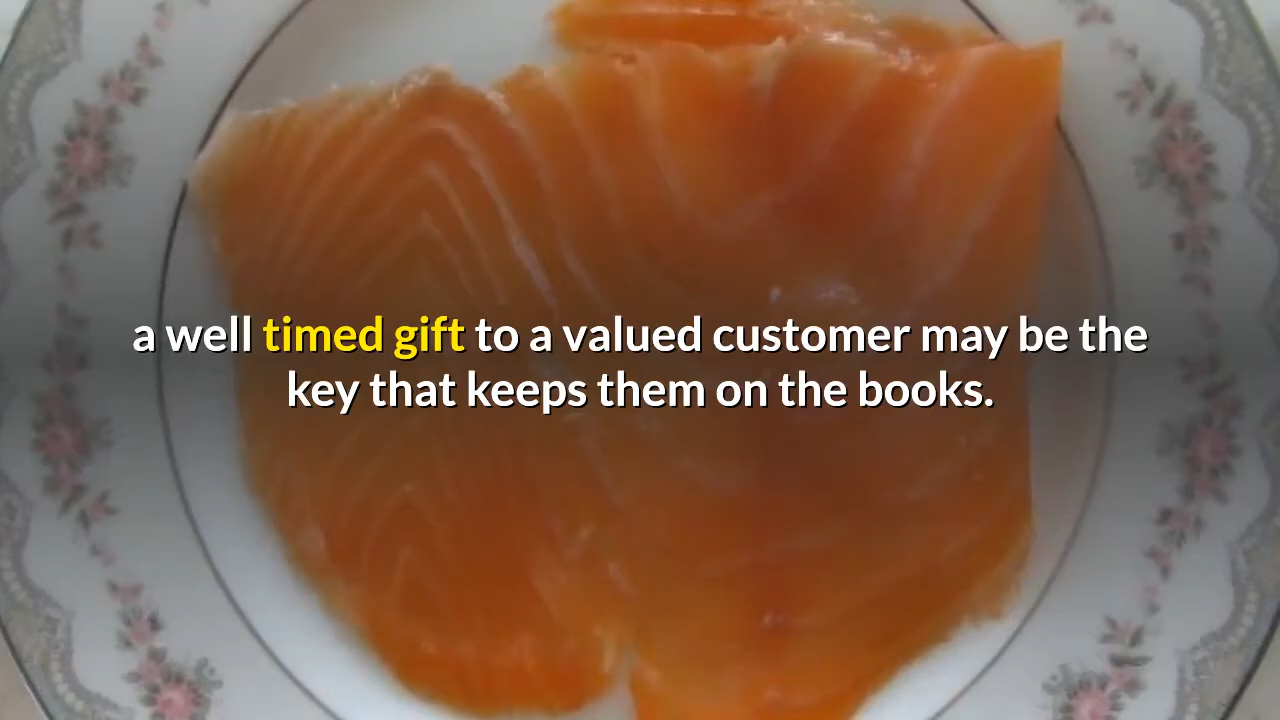 a well timed gift to a valued customer may be the
key that keeps them on the books.